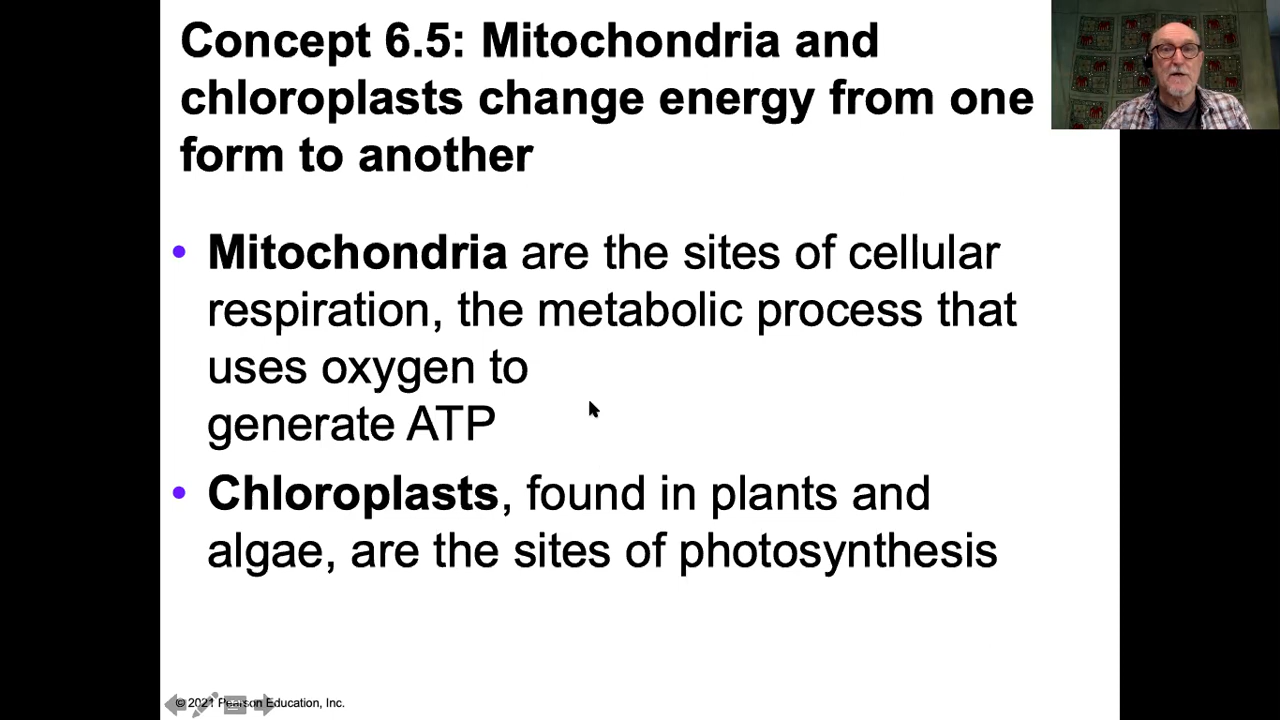 Concept 6.5: Mitochondria and
chloroplasts change energy from one
form to another
• Mitochondria are the sites of cellular
respiration, the metabolic process that
uses oxygen to
generate ATP
• Chloroplasts, found in plants and
algae, are the sites of photosynthesis
© 2021 Pearson Education, Inc.